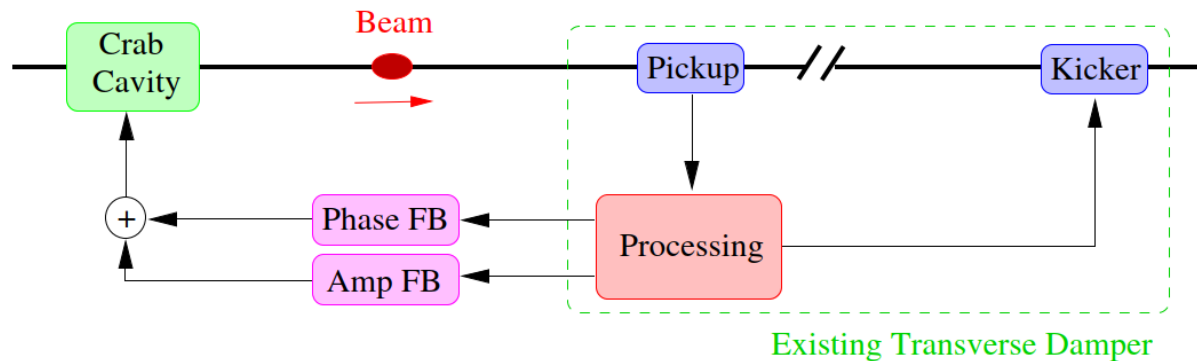 Crab
Cavity
Beam
Pickup
Kicker
+
Phase FB
Processing
Amp FB
Existing Transverse Damper